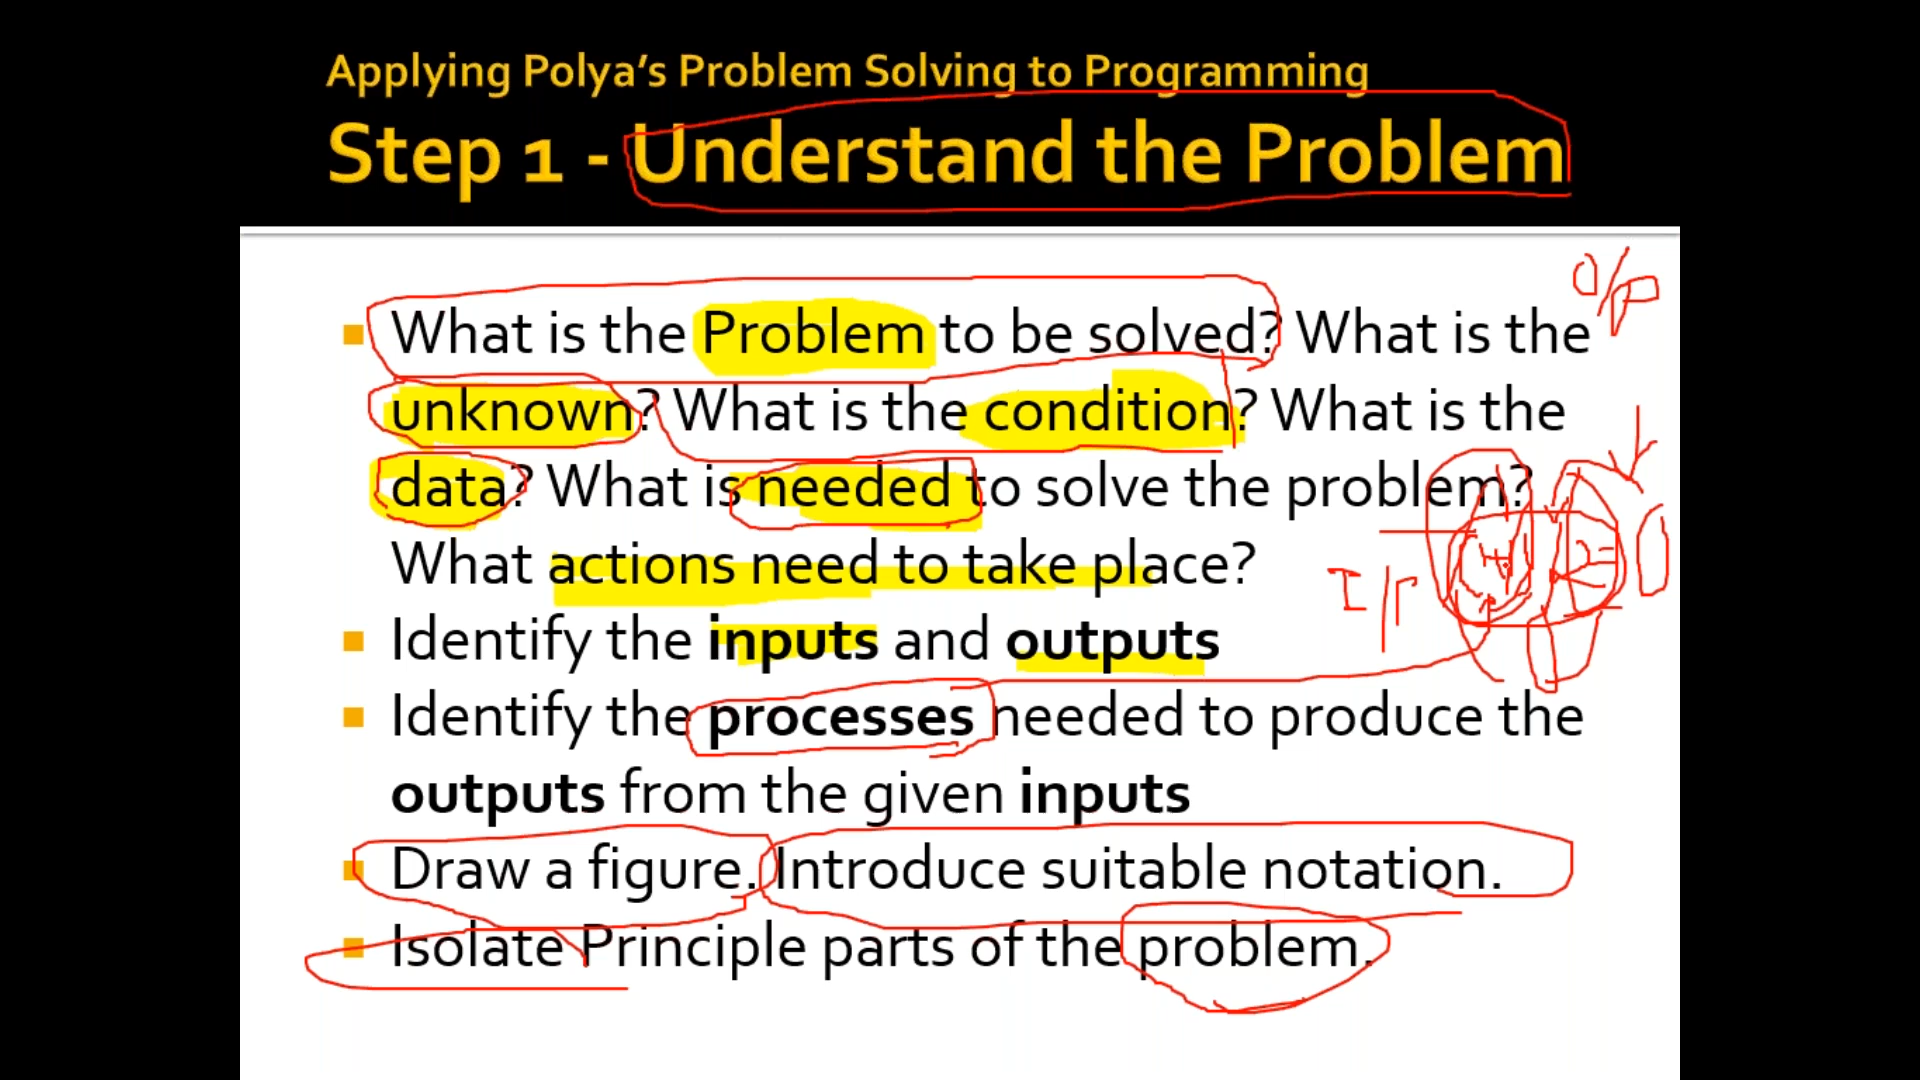 Applying Polya's Problem Solving to Programming
Step 1 - Understand the Problem
What is the Problem to be solved? What is the
unknown? What is the condition? What is the
data? What is needed to solve the problem?
What actions need to take place?
Identify the inputs and outputs
Identify the processes needed to produce the
outputs from the given inputs
Draw a figure. Introduce suitable notation.
Isolate Principle parts of the problem.
O/P
I/P